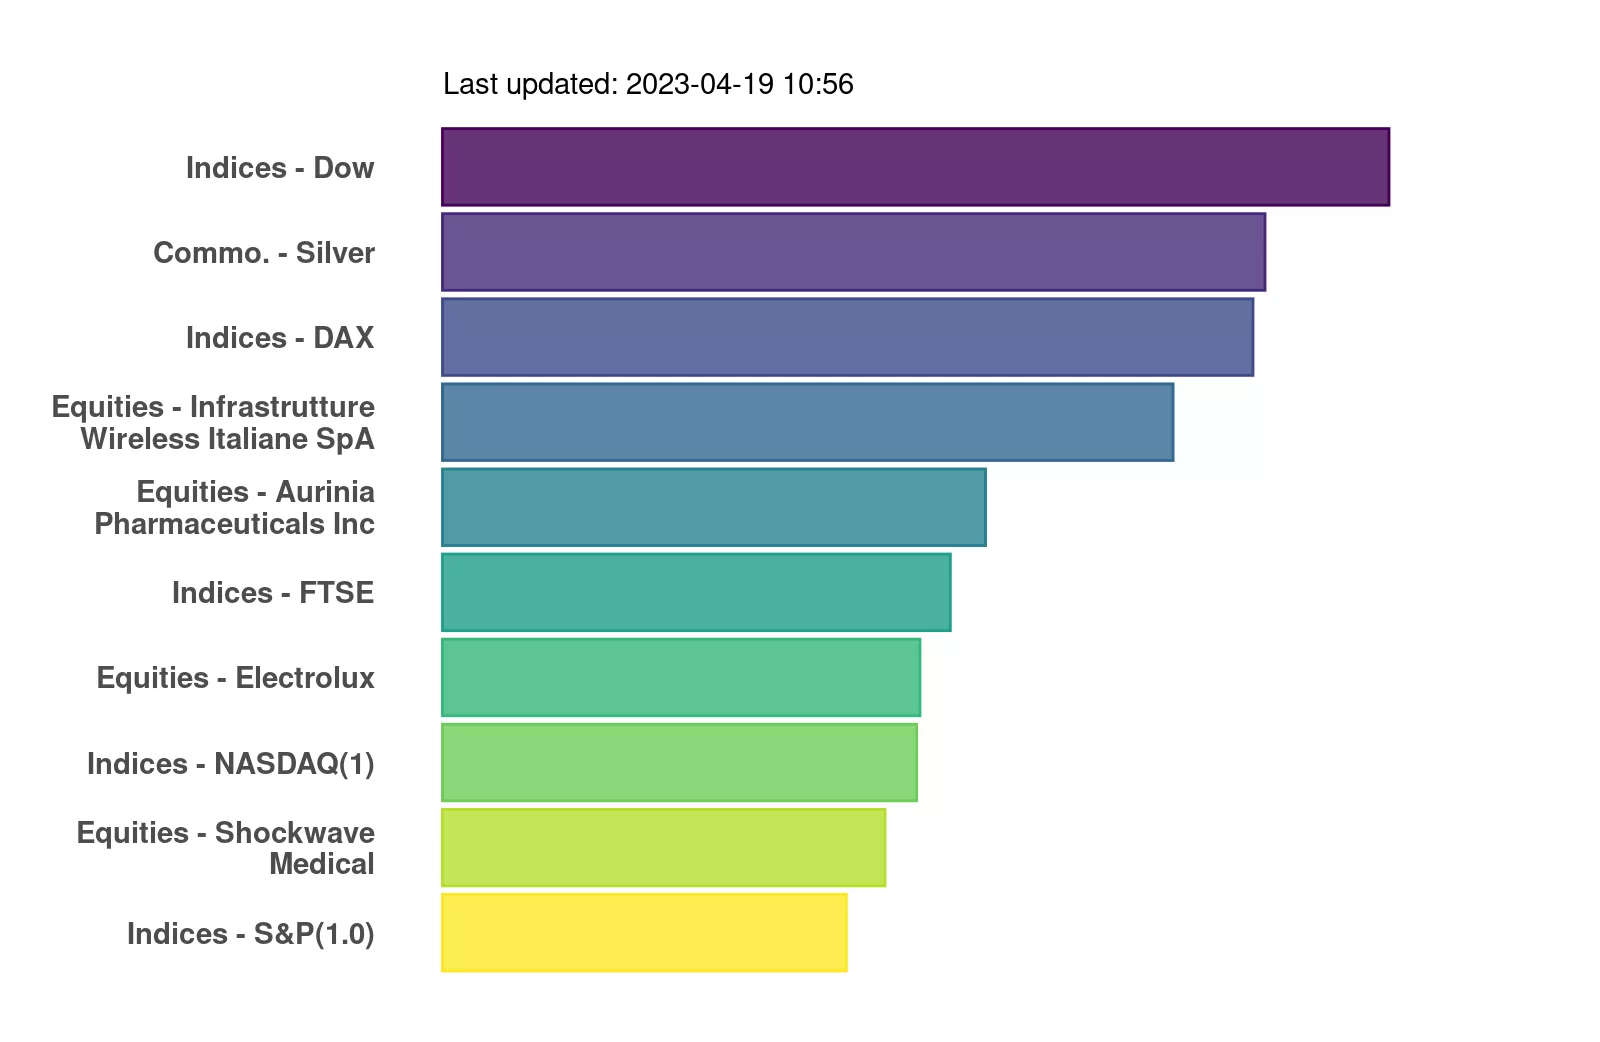 Last updated: 2023-04-19 10:56
Indices - Dow
Commo. - Silver
Indices - DAX
Equities - Infrastrutture
Wireless Italiane SpA
Equities - Aurinia
Pharmaceuticals Inc
Indices - FTSE
Equities - Electrolux
Indices - NASDAQ(1)
Equities - Shockwave
Medical
Indices - S&P(1.0)